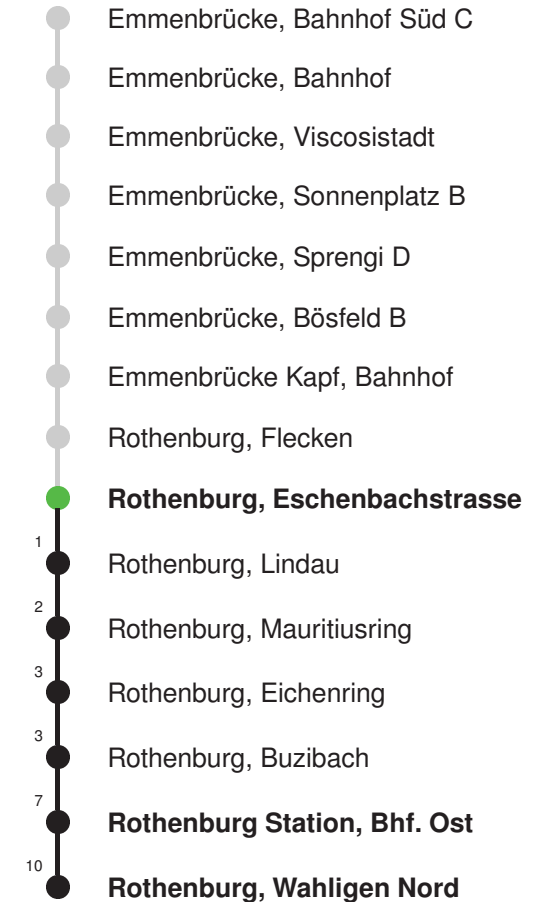 Emmenbrücke, Bahnhof Süd C
Emmenbrücke, Bahnhof
Emmenbrücke, Viscosistadt
Emmenbrücke, Sonnenplatz B
Emmenbrücke, Sprengi D
Emmenbrücke, Bösfeld B
Emmenbrücke Kapf, Bahnhof
Rothenburg, Flecken
Rothenburg, Eschenbachstrasse
1 Rothenburg, Lindau
2 Rothenburg, Mauritiusring
3 Rothenburg, Eichenring
3 Rothenburg, Buzibach
7 Rothenburg Station, Bhf. Ost
10 Rothenburg, Wahligen Nord